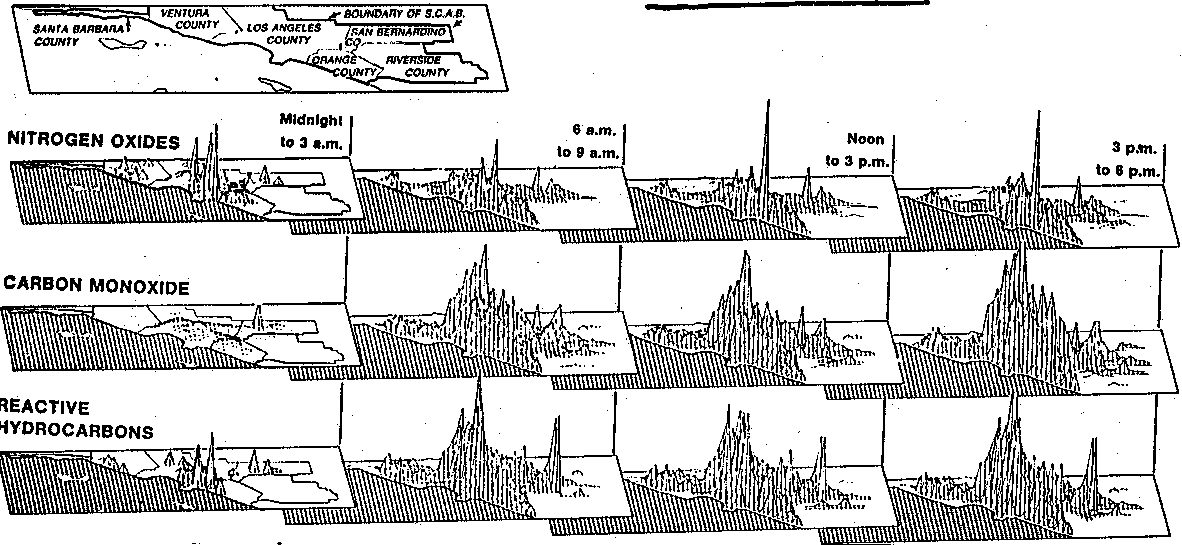 VENTURA
COUNTY
BOUNDARY OF S.C.A.B.
SANTA BARBARA
COUNTY
LOS ANGELES
COUNTY
SAN BERNARDINO
CO.
ORANGE
COUNTY
RIVERSIDE
COUNTY
NITROGEN OXIDES
Midnight
to 3 a.m.
6 a.m.
to 9 a.m.
Noon
to 3 p.m.
3 p.m.
to 6 p.m.
CARBON MONOXIDE
REACTIVE
HYDROCARBONS